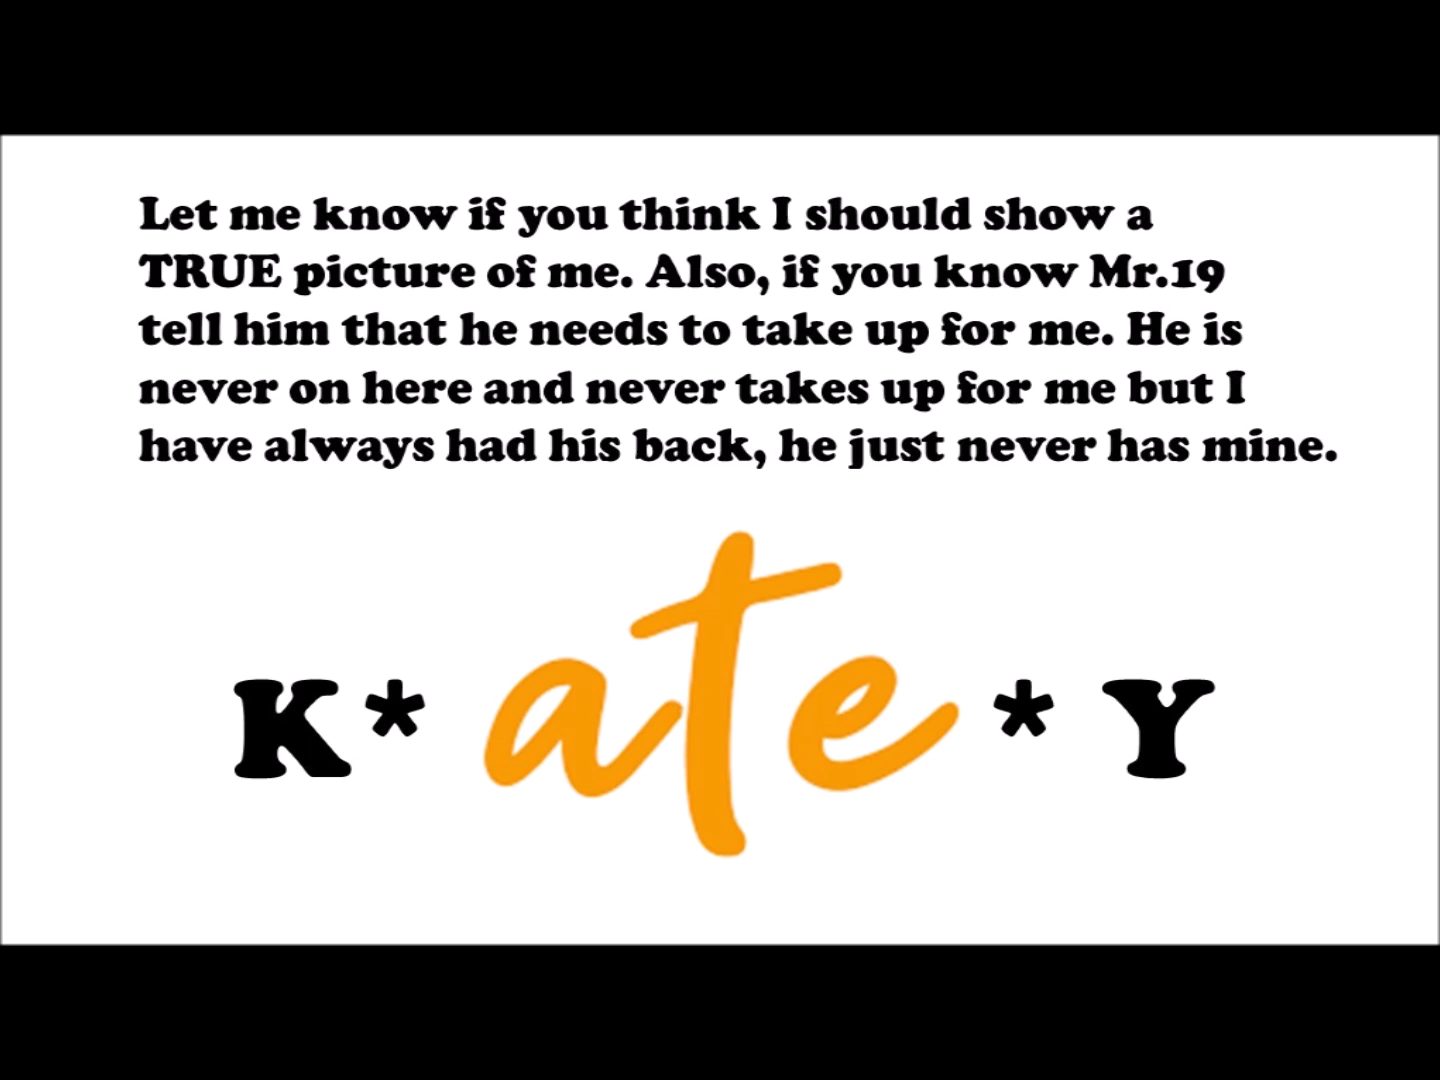 Let me know if you think I should show a
TRUE picture of me. Also, if you know Mr.19
tell him that he needs to take up for me. He is
never on here and never takes up for me but I
have always had his back, he just never has mine.
K* ate * Y